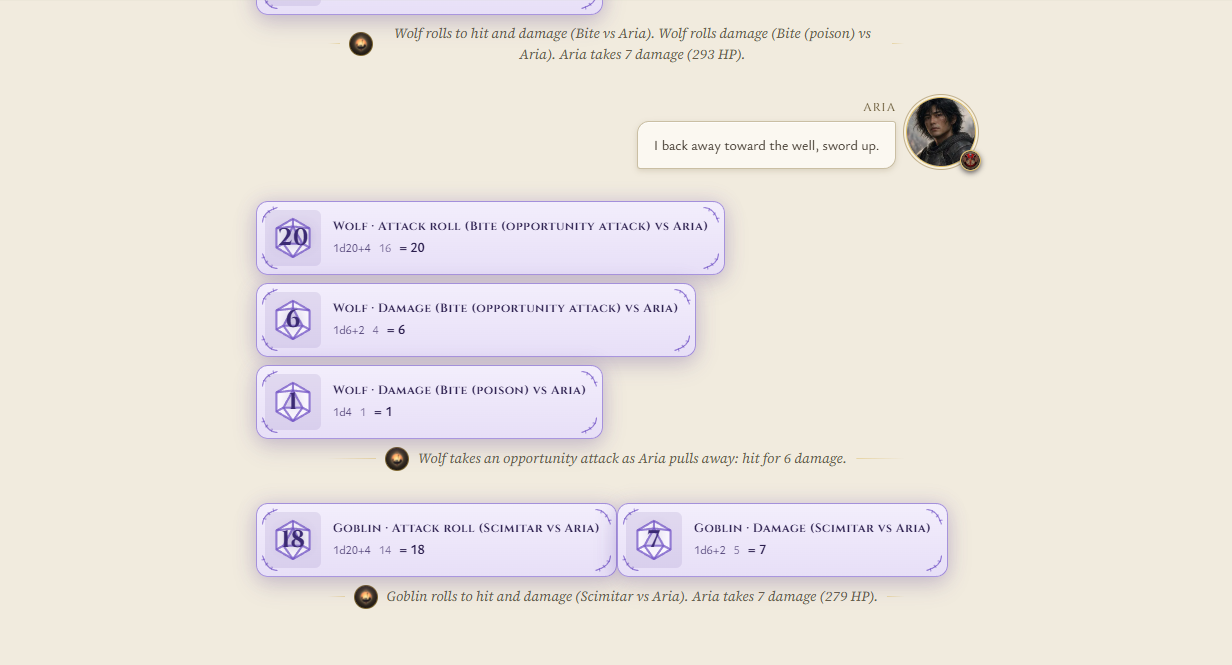 Wolf rolls to hit and damage (Bite vs Aria). Wolf rolls damage (Bite (poison) vs
Aria). Aria takes 7 damage (293 HP).
ARIA
I back away toward the well, sword up.
20
Wolf · Attack roll (Bite (opportunity attack) vs Aria)
1d20+4 16 = 20
6
Wolf · Damage (Bite (opportunity attack) vs Aria)
1d6+2 4 = 6
1
Wolf · Damage (Bite (poison) vs Aria)
1d4 1 = 1
Wolf takes an opportunity attack as Aria pulls away: hit for 6 damage.
18
Goblin · Attack roll (Scimitar vs Aria)
1d20+4 14 = 18
7
Goblin · Damage (Scimitar vs Aria)
1d6+2 5 = 7
Goblin rolls to hit and damage (Scimitar vs Aria). Aria takes 7 damage (279 HP).